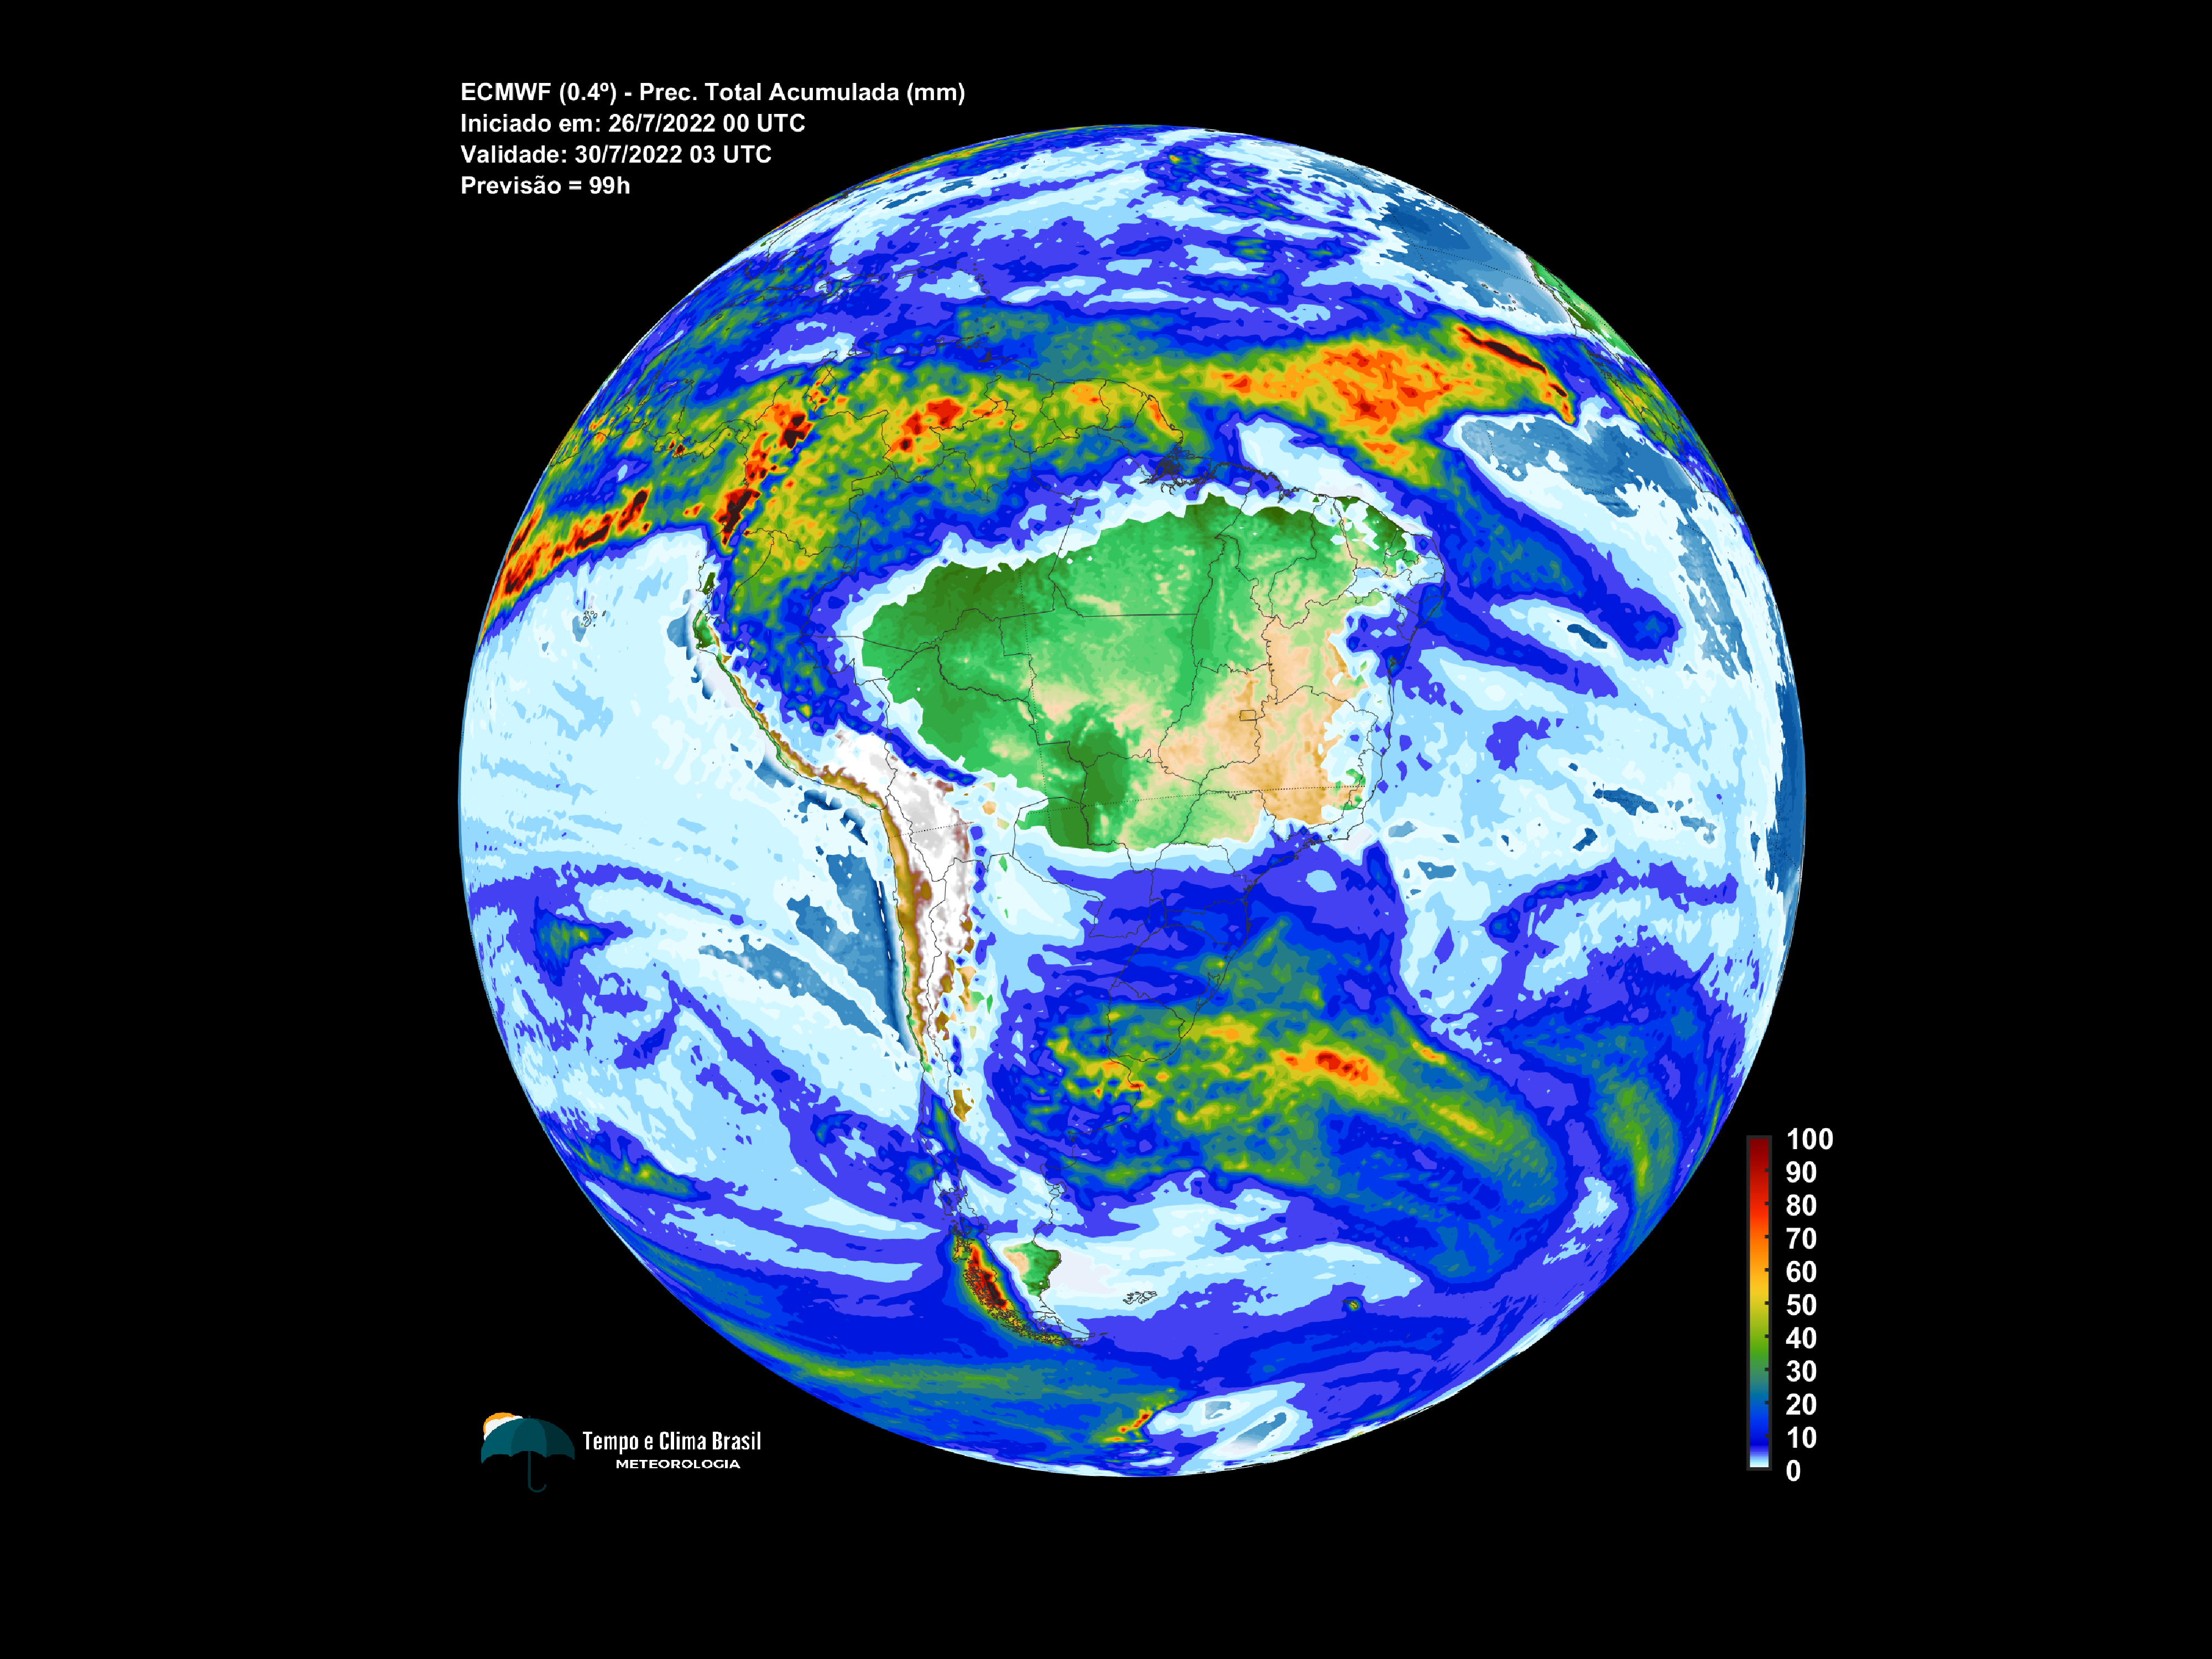 ECMWF (0.4º) - Prec. Total Acumulada (mm)
Iniciado em: 26/7/2022 00 UTC
Validade: 30/7/2022 03 UTC
Previsão = 99h
100
90
80
70
60
50
40
30
20
10
0
Tempo e Clima Brasil
METEOROLOGIA